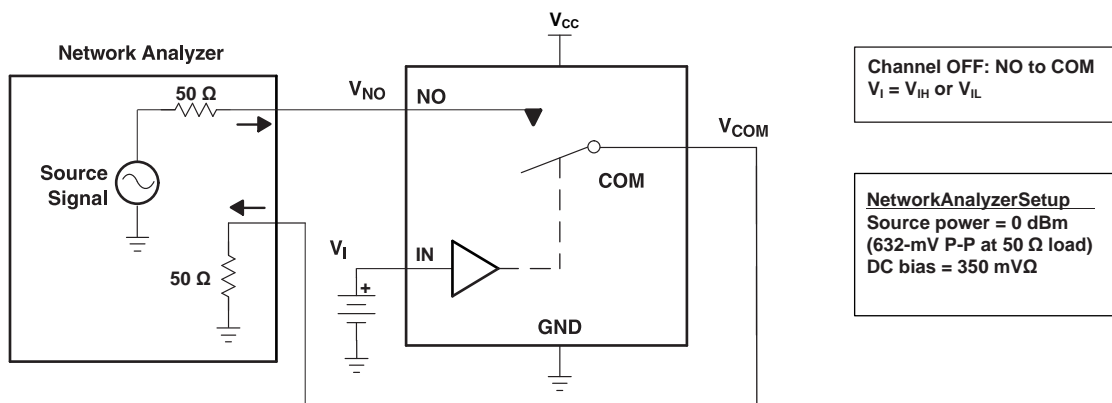 V_CC
Network Analyzer
50 Ω
V_NO
NO
Source
Signal
50 Ω
V_I
IN
COM
V_COM
GND
Channel OFF: NO to COM
V_I = V_IH or V_IL
NetworkAnalyzerSetup
Source power = 0 dBm
(632-mV P-P at 50 Ω load)
DC bias = 350 mVΩ